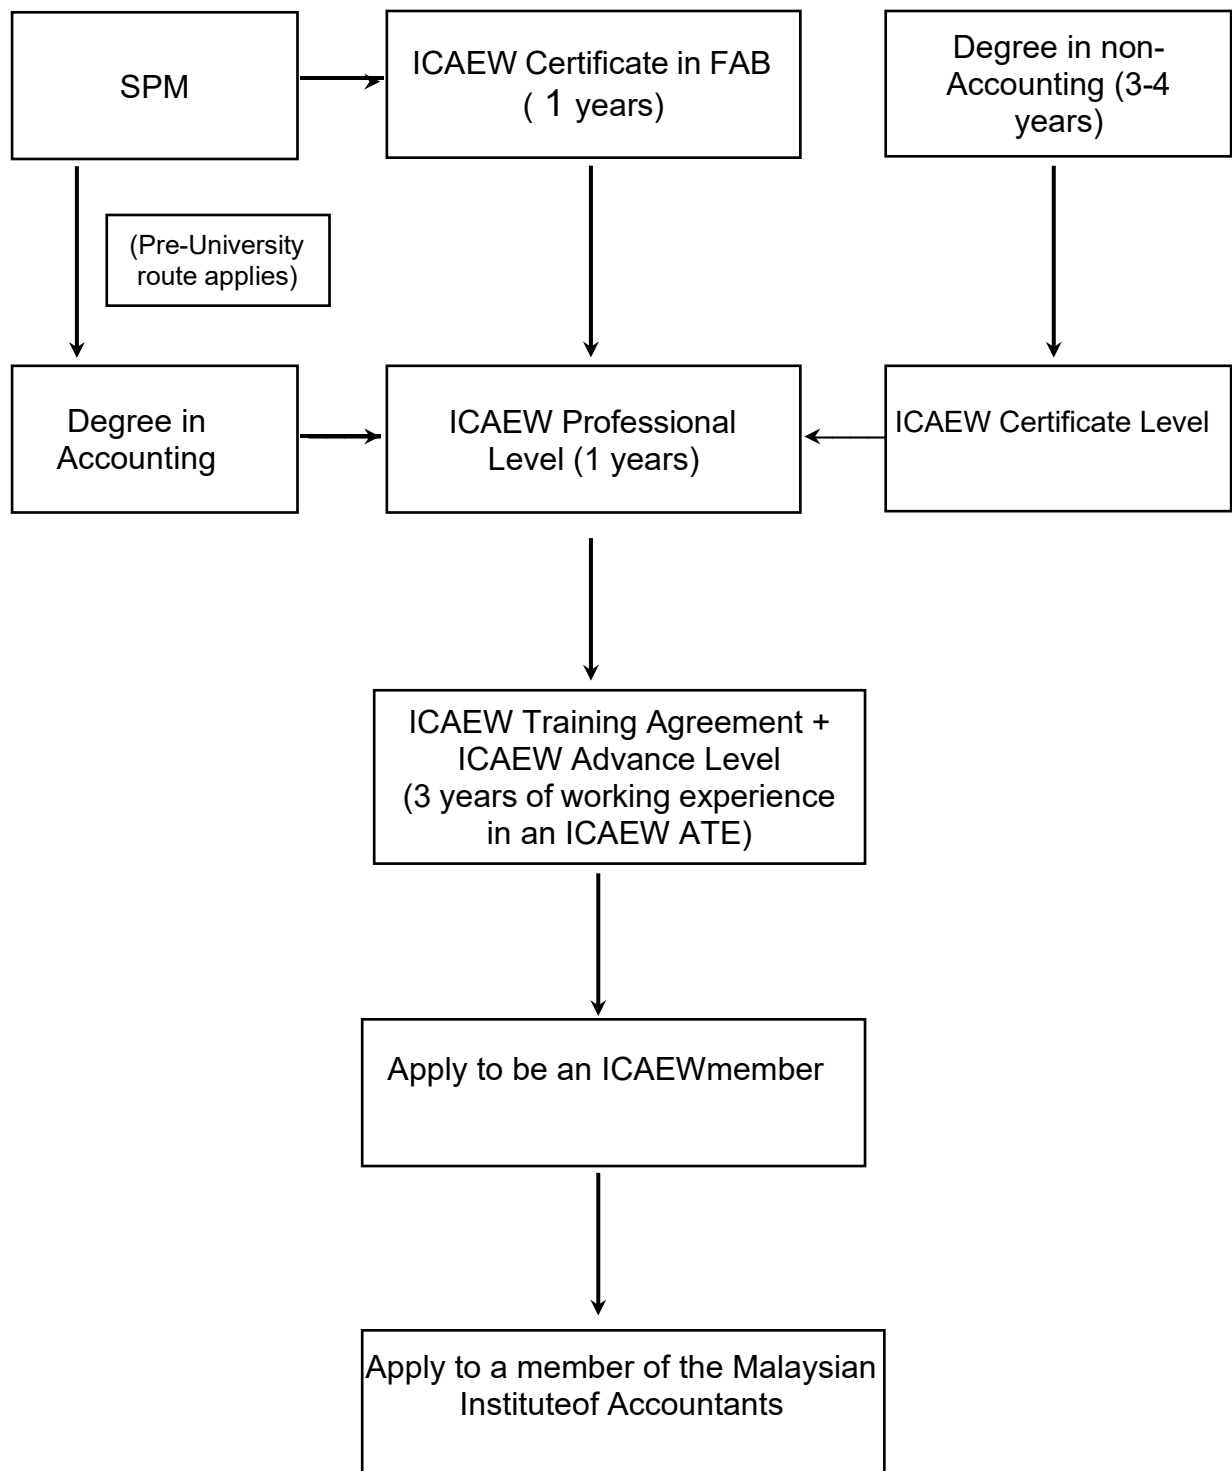 SPM
ICAEW Certificate in FAB
( 1 years)
Degree in non-
Accounting (3-4
years)
(Pre-University
route applies)
Degree in
Accounting
ICAEW Professional
Level (1 years)
ICAEW Certificate Level
ICAEW Training Agreement +
ICAEW Advance Level
(3 years of working experience
in an ICAEW ATE)
Apply to be an ICAEWmember
Apply to a member of the Malaysian
Instituteof Accountants